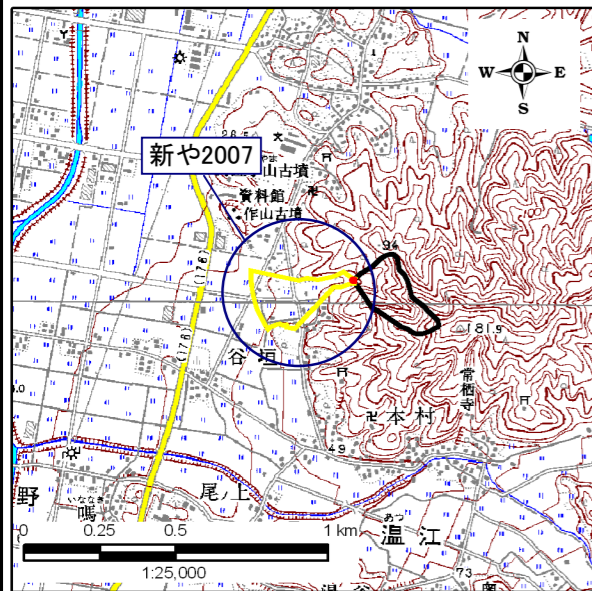 N
W E
S
新や2007
26.5
山古墳
資料館
作山古墳
94
(176)
181.9
谷垣
(176)
常栖寺
本村
49
尾ノ上
野
いななき
鳴
あつ
温江
73
0 0.25 0.5 1 km
1:25,000